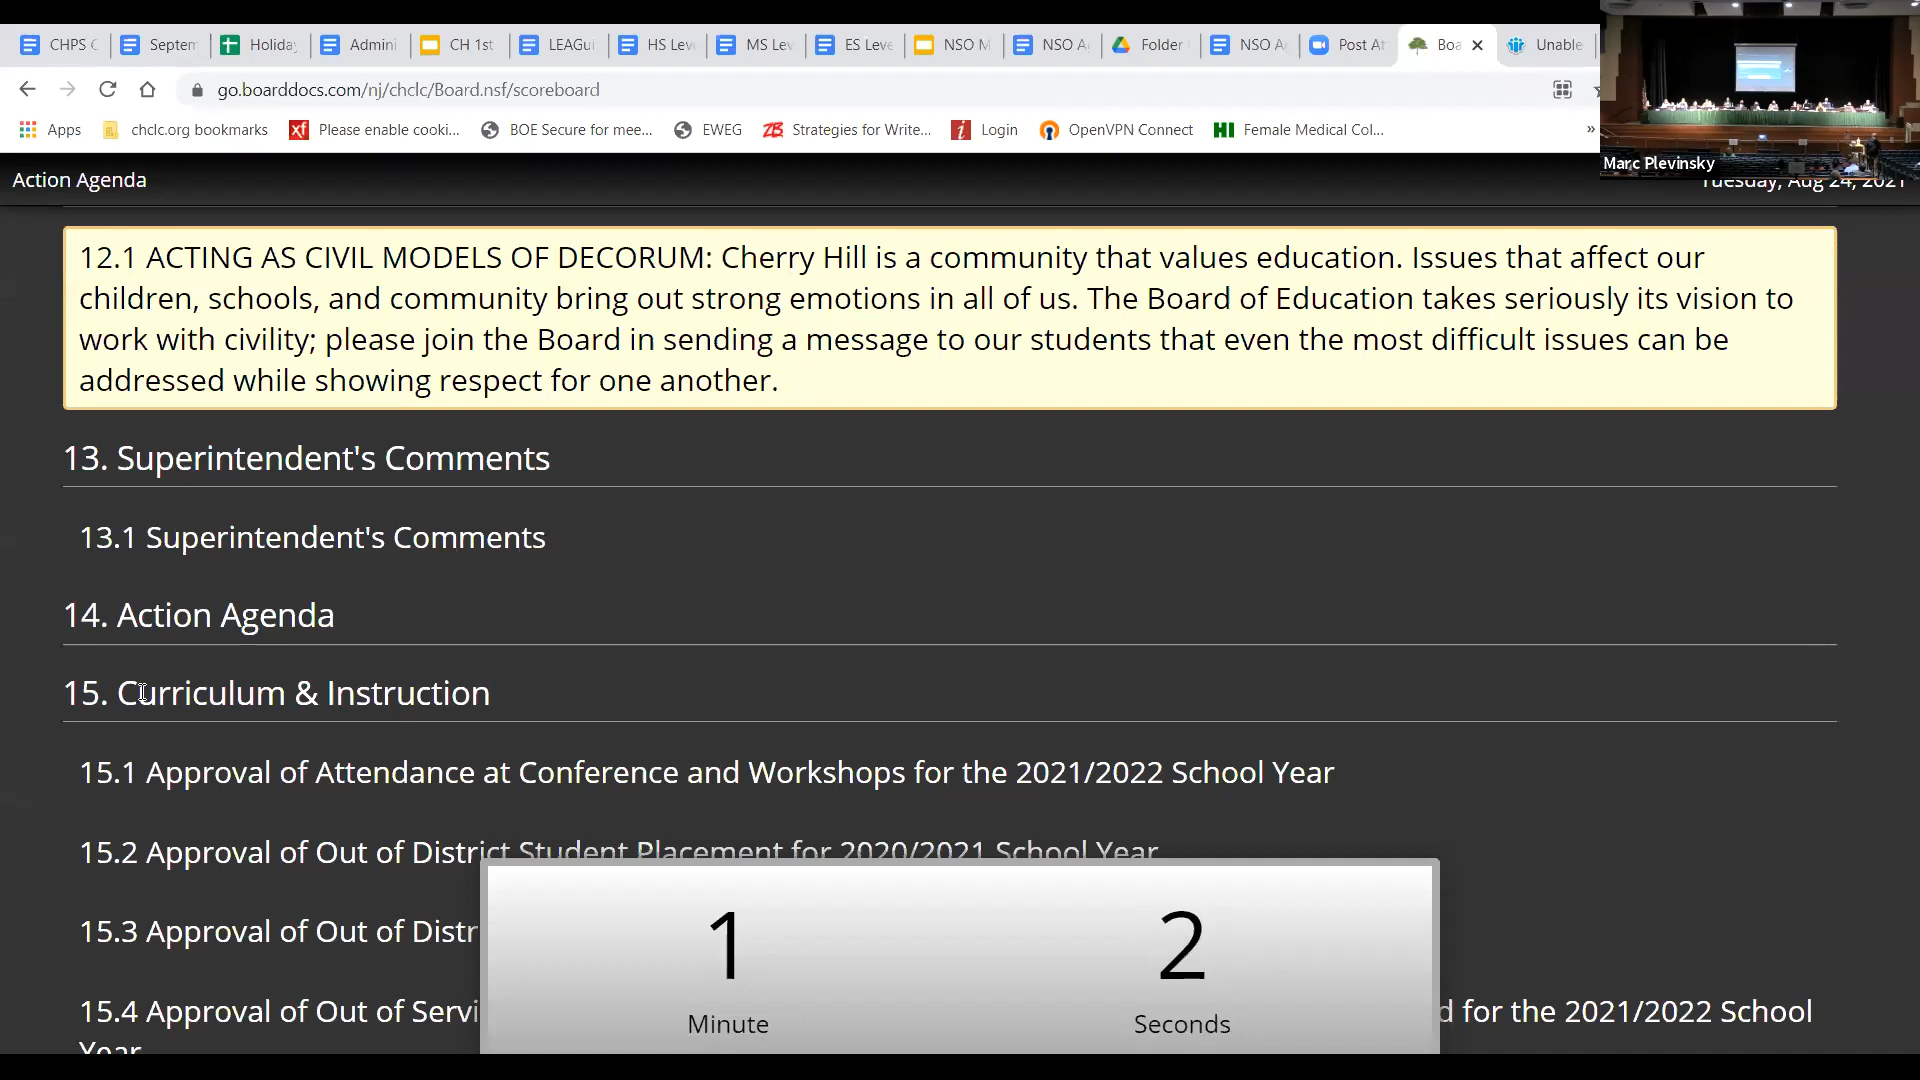 CHPS C
Septem
Holida
Admini
CH 1st
LEAGui
HS Lev
MS Lev
ES Leve
NSO M
NSO A
Folder
NSO A
Post At
Boa
Unable
go.boarddocs.com/nj/chclc/Board.nsf/scoreboard
Apps
chclc.org bookmarks
Please enable cooki...
BOE Secure for mee...
EWEG
Strategies for Write...
Login
OpenVPN Connect
Female Medical Col...
»
Marc Plevinsky
Action Agenda
Tuesday, Aug 24, 2021
12.1 ACTING AS CIVIL MODELS OF DECORUM: Cherry Hill is a community that values education. Issues that affect our
children, schools, and community bring out strong emotions in all of us. The Board of Education takes seriously its vision to
work with civility; please join the Board in sending a message to our students that even the most difficult issues can be
addressed while showing respect for one another.
13. Superintendent's Comments
13.1 Superintendent's Comments
14. Action Agenda
15. Curriculum & Instruction
15.1 Approval of Attendance at Conference and Workshops for the 2021/2022 School Year
15.2 Approval of Out of District Student Placement for 2020/2021 School Year
15.3 Approval of Out of Distr
15.4 Approval of Out of Servi
d for the 2021/2022 School
Year
1
2
Minute
Seconds